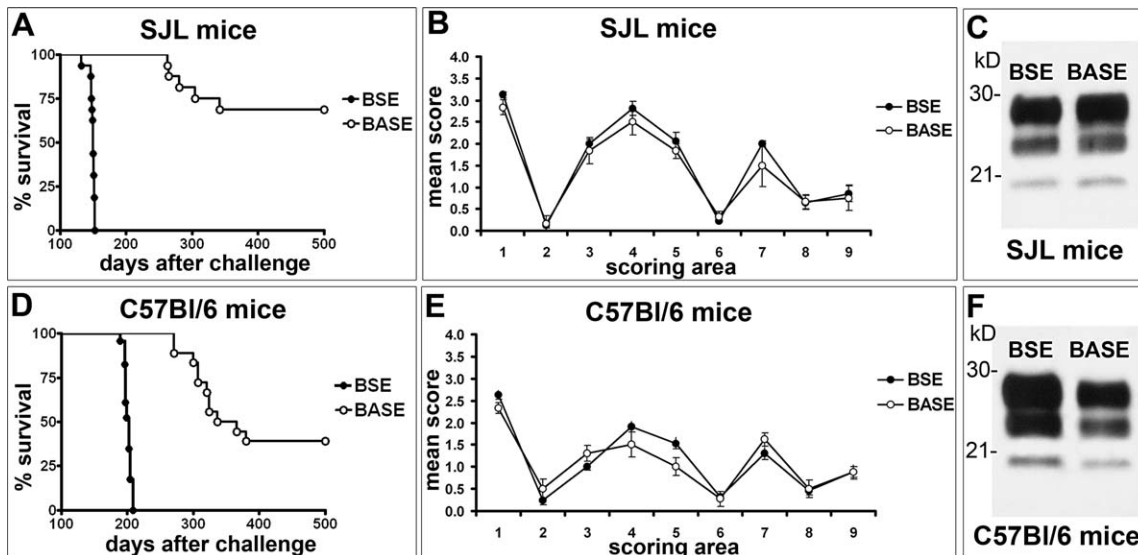 A
SJL mice
% survival
100
75
50
25
0
100 200 300 400 500
days after challenge
BSE
BASE
B
SJL mice
mean score
4.0
3.5
3.0
2.5
2.0
1.5
1.0
0.5
0.0
1 2 3 4 5 6 7 8 9
scoring area
BSE
BASE
C
kD
BSE BASE
30-
21-
SJL mice
D
C57Bl/6 mice
% survival
100
75
50
25
0
100 200 300 400 500
days after challenge
BSE
BASE
E
C57Bl/6 mice
mean score
4.0
3.5
3.0
2.5
2.0
1.5
1.0
0.5
0.0
1 2 3 4 5 6 7 8 9
scoring area
BSE
BASE
F
kD
BSE BASE
30-
21-
C57Bl/6 mice